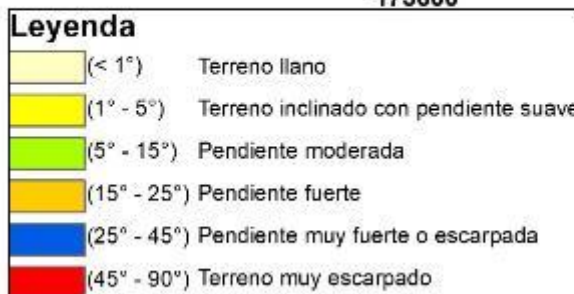 Leyenda
(< 1°) Terreno llano
(1° - 5°) Terreno inclinado con pendiente suave
(5° - 15°) Pendiente moderada
(15° - 25°) Pendiente fuerte
(25° - 45°) Pendiente muy fuerte o escarpada
(45° - 90°) Terreno muy escarpado